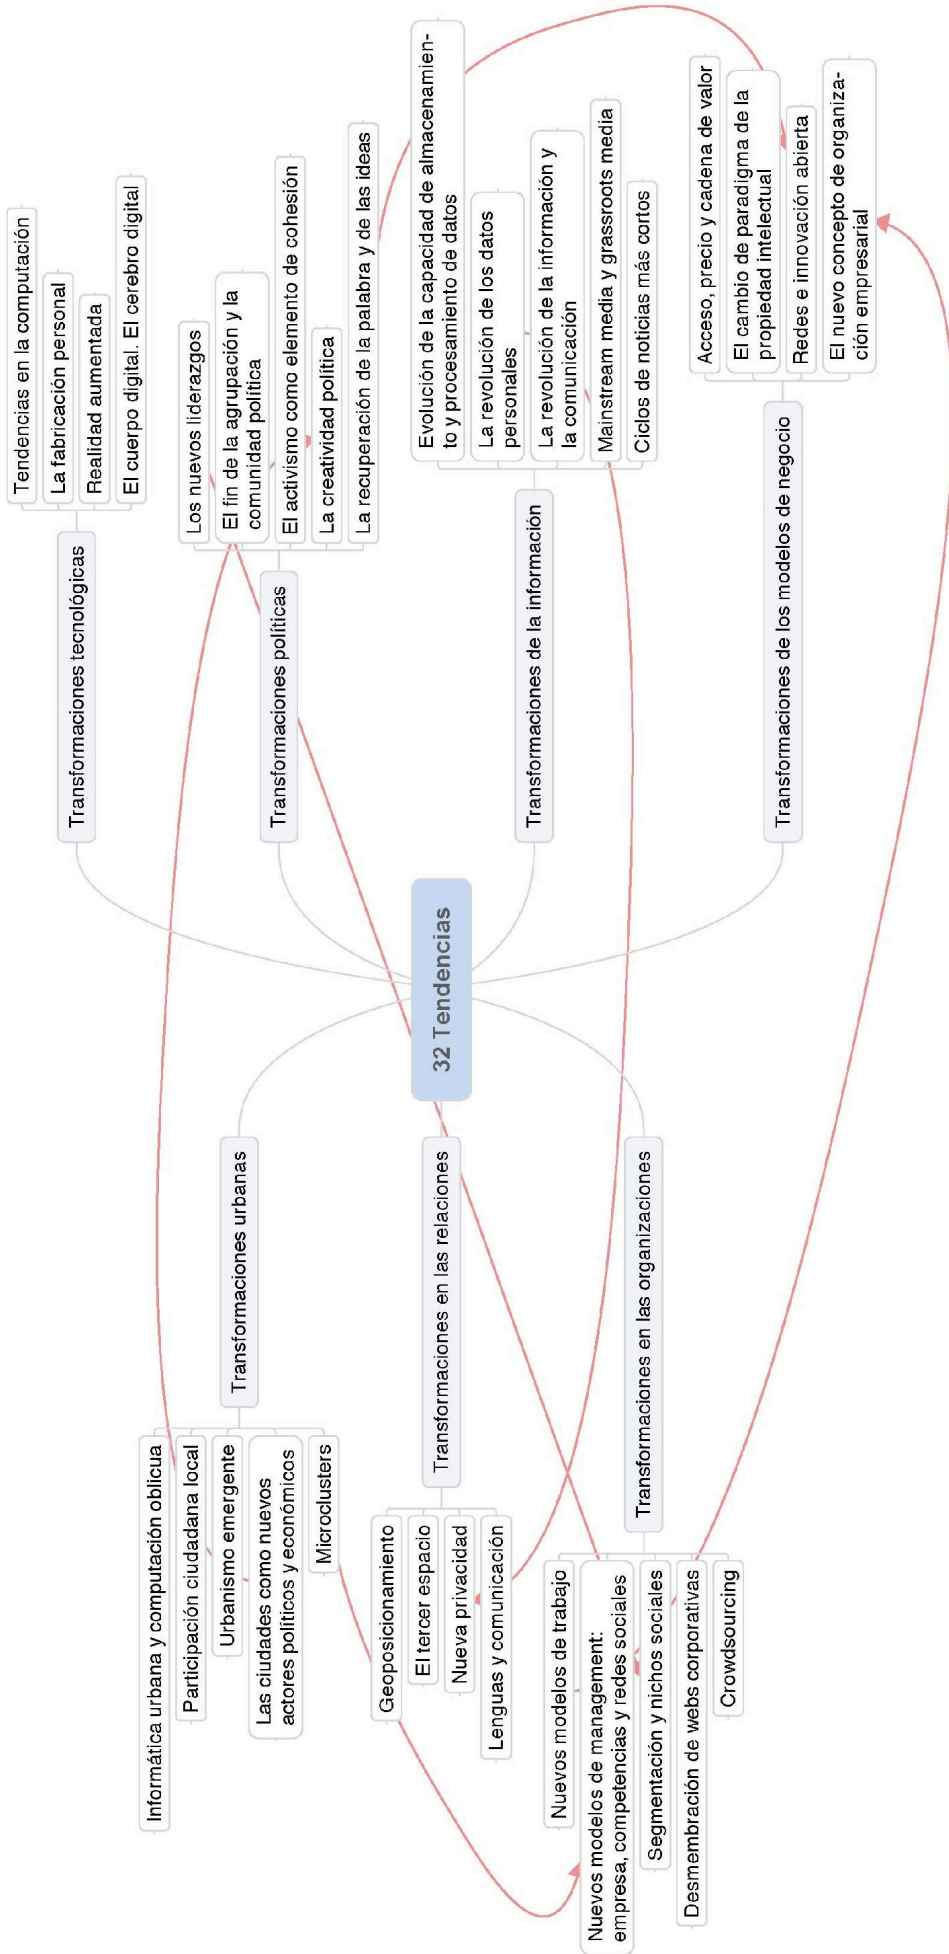 32 Tendencias
Transformaciones tecnológicas
Tendencias en la computación
La fabricación personal
Realidad aumentada
El cuerpo digital. El cerebro digital
Transformaciones políticas
Los nuevos liderazgos
El fin de la agrupación y la
comunidad política
El activismo como elemento de cohesión
La creatividad política
La recuperación de la palabra y de las ideas
Transformaciones de la información
Evolución de la capacidad de almacenamien-
to y procesamiento de datos
La revolución de los datos
personales
La revolución de la información y
la comunicación
Mainstream media y grassroots media
Ciclos de noticias más cortos
Transformaciones de los modelos de negocio
Acceso, precio y cadena de valor
El cambio de paradigma de la
propiedad intelectual
Redes e innovación abierta
El nuevo concepto de organiza-
ción empresarial
Transformaciones urbanas
Informática urbana y computación oblicua
Participación ciudadana local
Urbanismo emergente
Las ciudades como nuevos
actores políticos y económicos
Microclusters
Transformaciones en las relaciones
Geoposicionamiento
El tercer espacio
Nueva privacidad
Lenguas y comunicación
Transformaciones en las organizaciones
Nuevos modelos de trabajo
Nuevos modelos de management:
empresa, competencias y redes sociales
Segmentación y nichos sociales
Desmembración de webs corporativas
Crowdsourcing